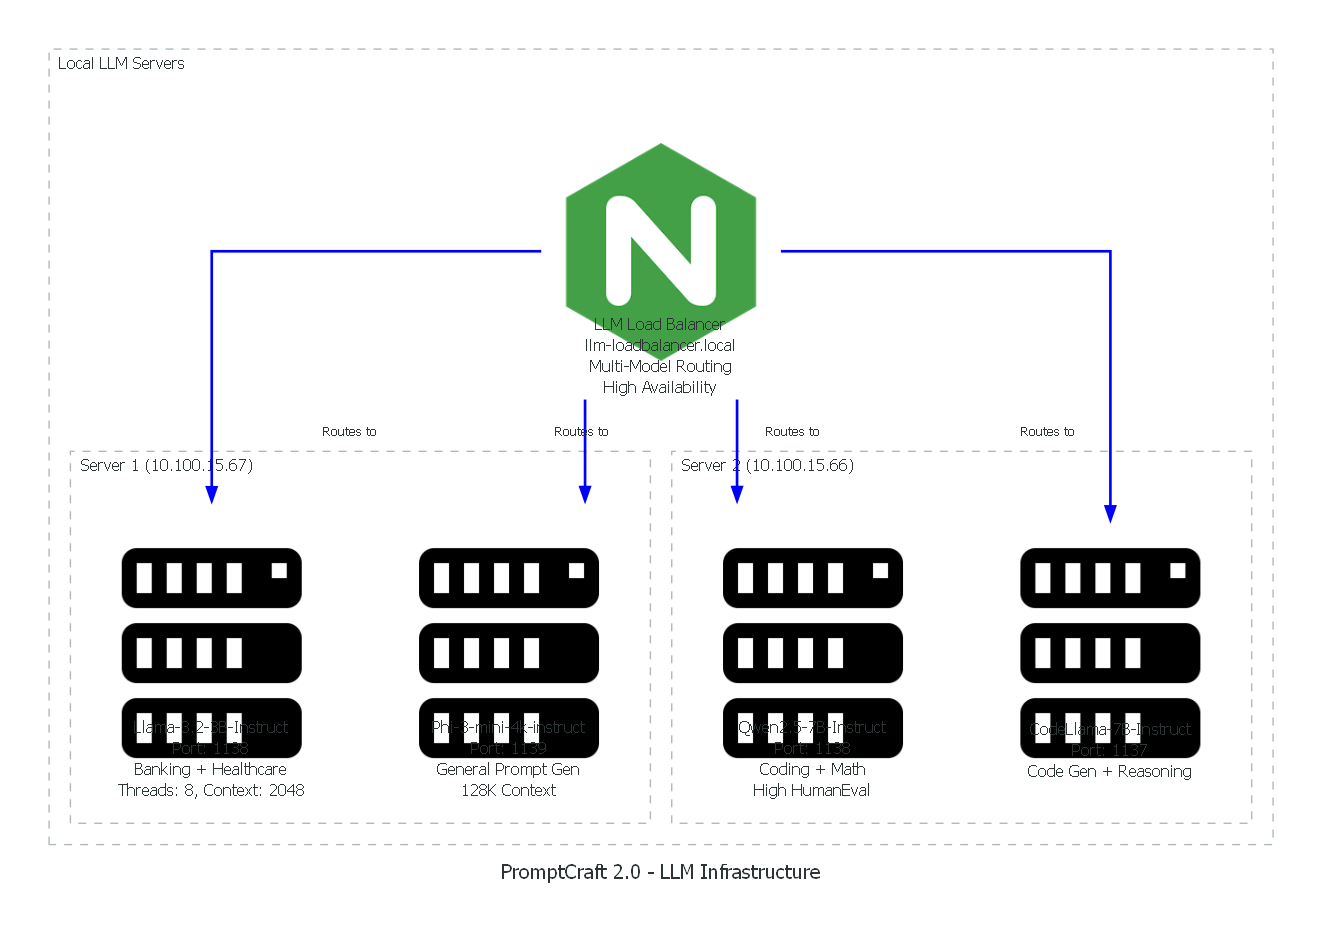 Local LLM Servers
N
LLM Load Balancer
llm-loadbalancer.local
Multi-Model Routing
High Availability
Routes to
Routes to
Routes to
Routes to
Server 1 (10.100.15.67)
Server 2 (10.100.15.66)
Llama-3.2-3B-Instruct
Port: 1138
Banking + Healthcare
Threads: 8, Context: 2048
Phi-3-mini-4k-instruct
Port: 1139
General Prompt Gen
128K Context
Qwen2.5-7B-Instruct
Port: 1138
Coding + Math
High HumanEval
CodeLlama-7B-Instruct
Port: 1137
Code Gen + Reasoning
PromptCraft 2.0 - LLM Infrastructure